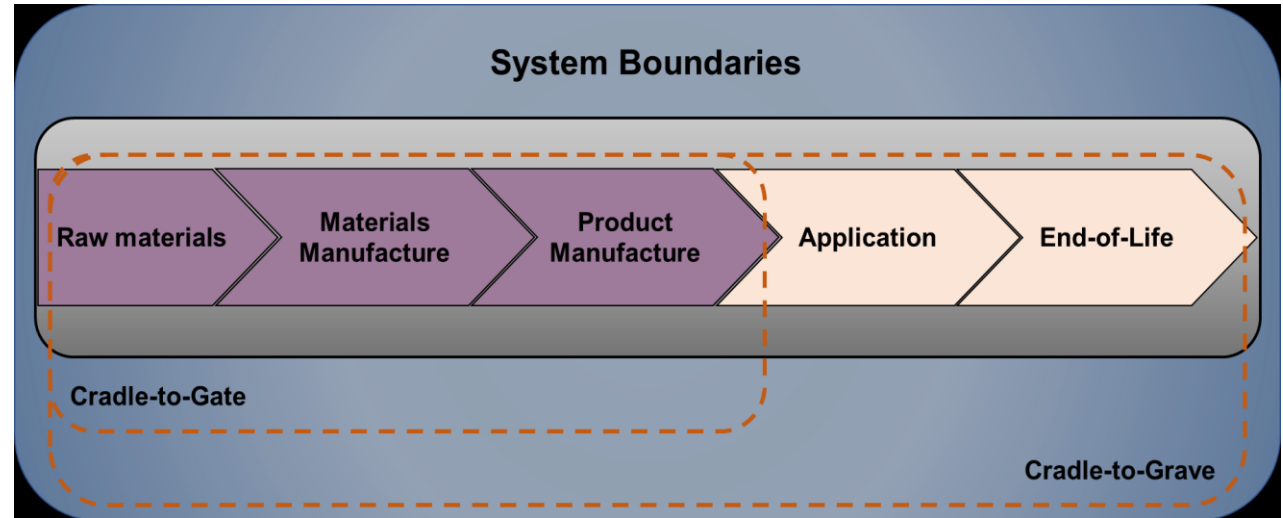 System Boundaries
Raw materials
Materials
Manufacture
Product
Manufacture
Application
End-of-Life
Cradle-to-Gate
Cradle-to-Grave